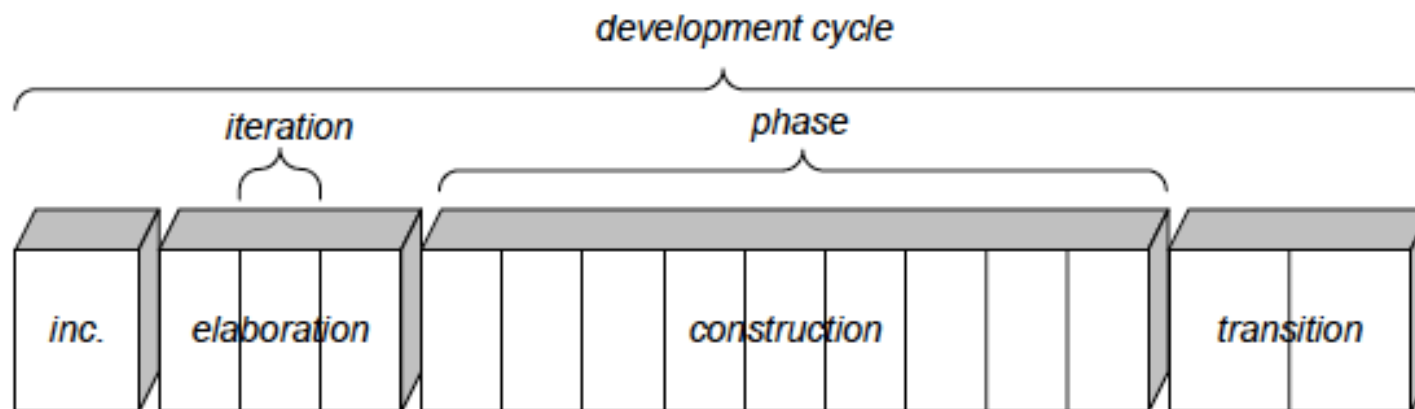 development cycle
iteration
phase
inc.
elaboration
construction
transition